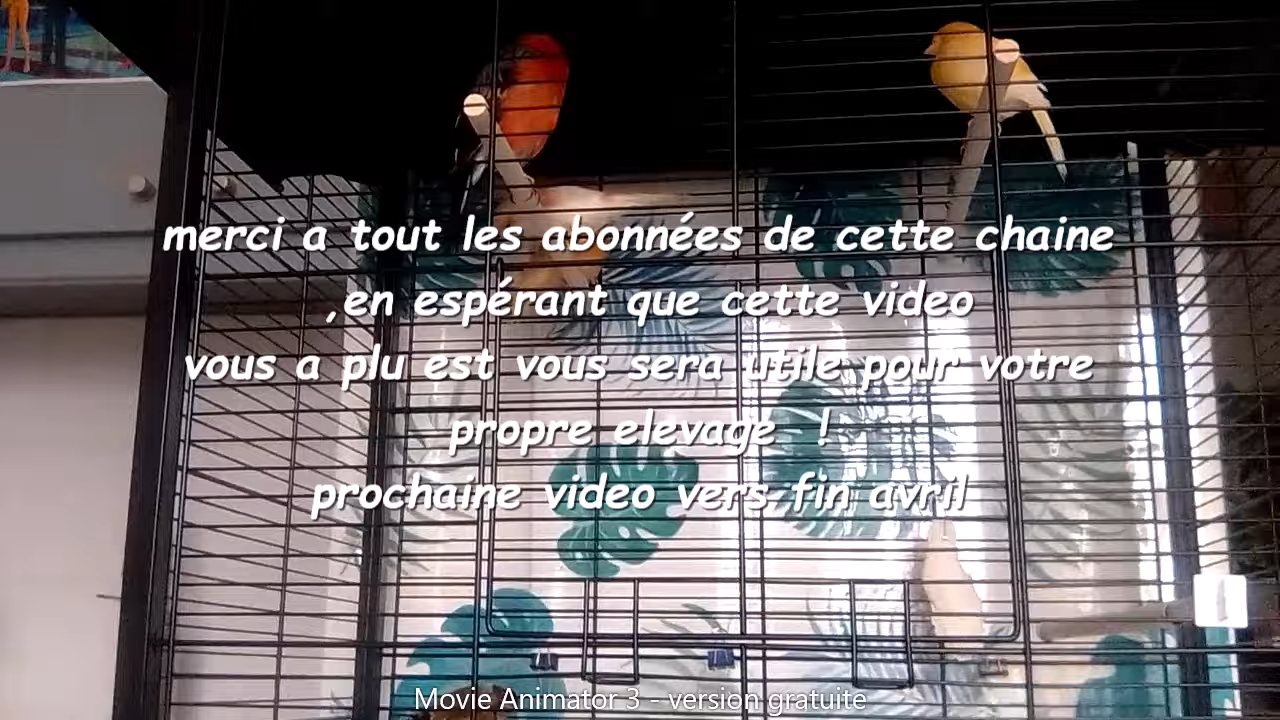 merci a tout les abonnées de cette chaine
,en espérant que cette video
vous a plu est vous sera utile pour votre
propre elevage  !
prochaine video vers fin avril
Movie Animator 3 - version gratuite